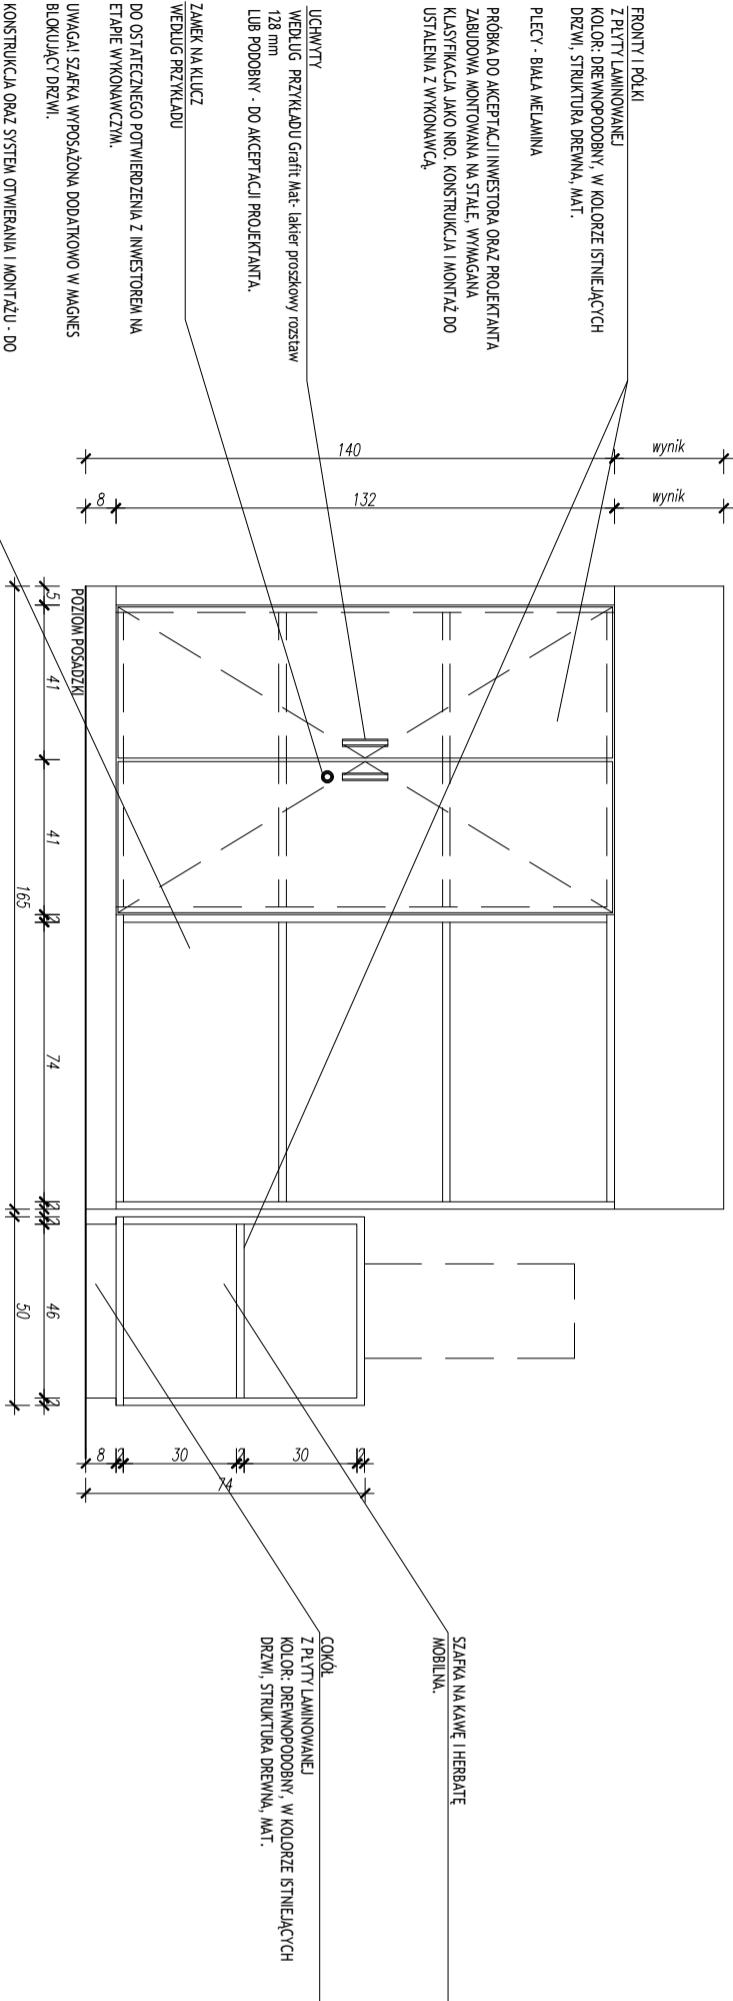 FRONTY I PÓŁKI
Z PŁYTY LAMINOWANEJ
KOLOR: DREWNOPODOBNY, W KOLORZE ISTNIEJĄCYCH
DRZWI, STRUKTURA DREWNA, MAT.
PLECY - BIAŁA MELAMINA
PRÓBKA DO AKCEPTACJI INWESTORA ORAZ PROJEKTANTA
ZABUDOWA MONTOWANA NA STAŁE, WYMAGANA
KLASYFIKACJA JAKO NRO. KONSTRUKCJA I MONTAŻ DO
USTALENIA Z WYKONAWCĄ.
UCHWYTY
WEDŁUG PRZYKŁADU Grafit Mat- lakier proszkowy rozstaw
128 mm
LUB PODOBNY - DO AKCEPTACJI PROJEKTANTA.
ZAMEK NA KLUCZ
WEDŁUG PRZYKŁADU
DO OSTATECZNEGO POTWIERDZENIA Z INWESTOREM NA
ETAPIE WYKONAWCZYM.
UWAGA! SZAFKA WYPOSAŻONA DODATKOWO W MAGNES
BLOKUJĄCY DRZWI.
KONSTRUKCJA ORAZ SYSTEM OTWIERANIA I MONTAŻU - DO
wynik
140
wynik
132
8
POZIOM POSADZKI
5
41
41
2
74
2
165
2
46
2
50
8
2
30
2
30
2
74
SZAFKA NA KAWĘ I HERBATĘ
MOBILNA.
COKÓŁ
Z PŁYTY LAMINOWANEJ
KOLOR: DREWNOPODOBNY, W KOLORZE ISTNIEJĄCYCH
DRZWI, STRUKTURA DREWNA, MAT.